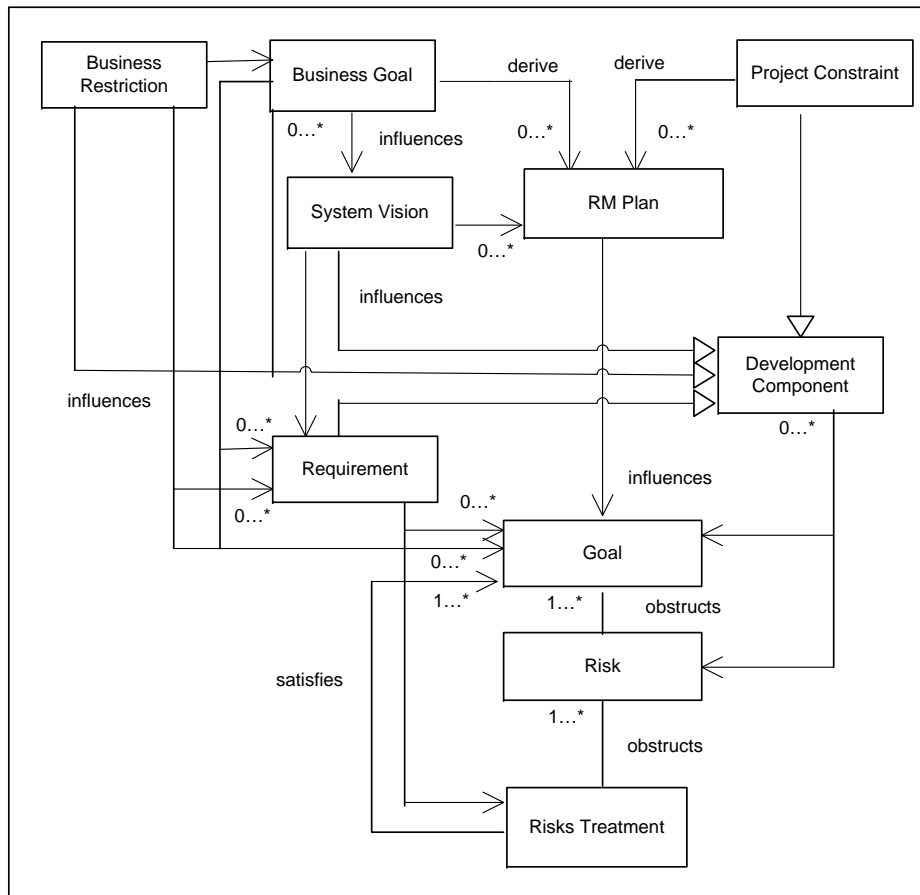 Business
Restriction
Business Goal
derive
derive
Project Constraint
0…*
influences
0…*
0…*
System Vision
RM Plan
0…*
influences
Development
Component
influences
0…*
0…*
Requirement
influences
0…*
0…*
Goal
0…*
1…*
1…*
obstructs
Risk
satisfies
1…*
obstructs
Risks Treatment